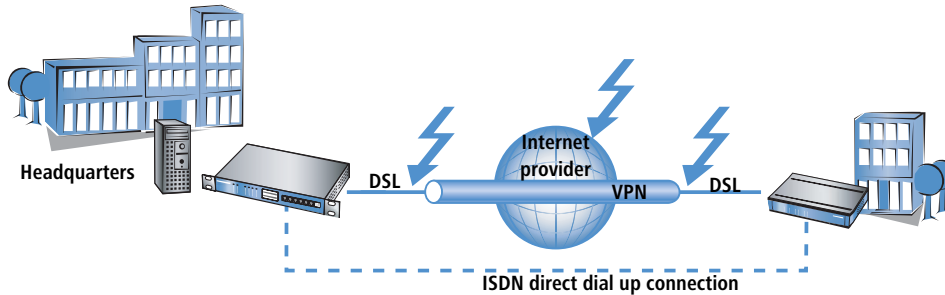 Internet
provider
Headquarters
DSL
VPN
DSL
ISDN direct dial up connection